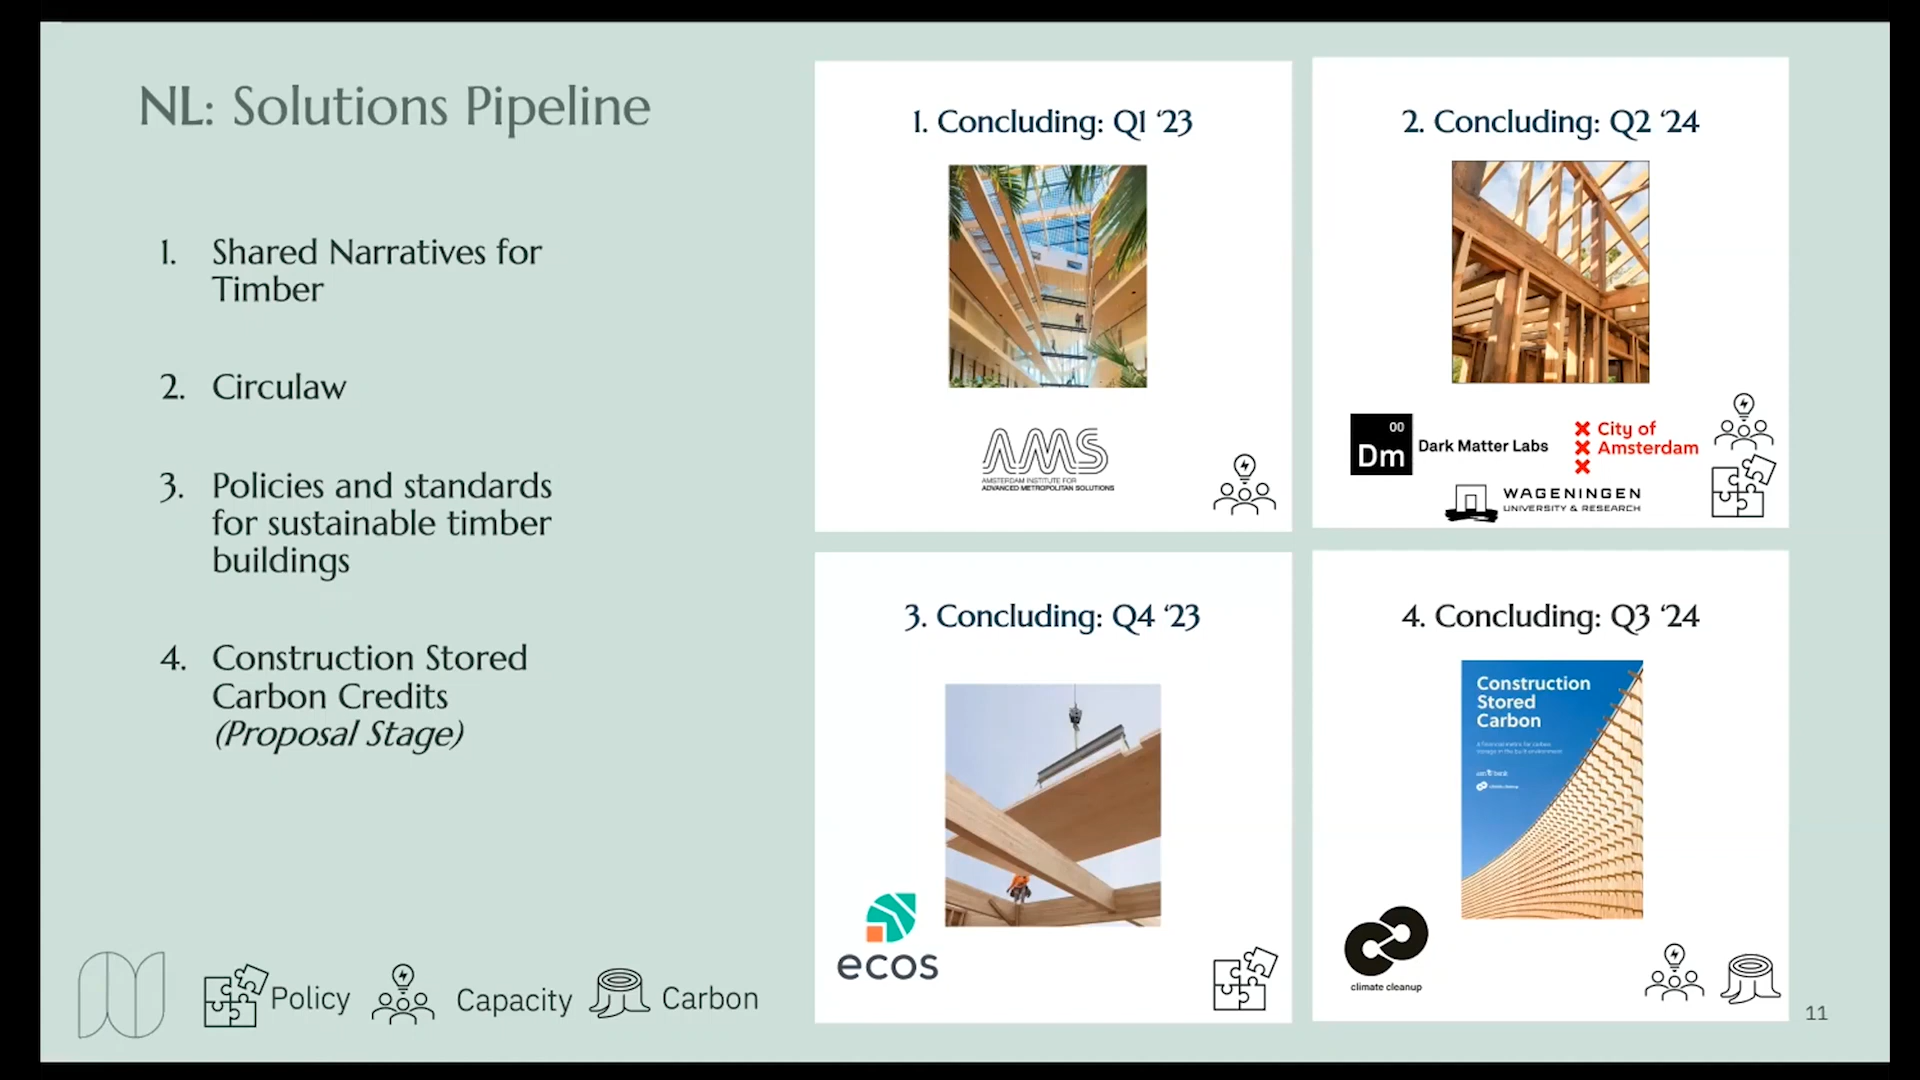 NL: Solutions Pipeline
1. Shared Narratives for
Timber
2. Circulaw
3. Policies and standards
for sustainable timber
buildings
4. Construction Stored
Carbon Credits
(Proposal Stage)
Policy
Capacity
Carbon
1. Concluding: Q1 ‘23
AMS
AMSTERDAM INSTITUTE FOR
ADVANCED METROPOLITAN SOLUTIONS
2. Concluding: Q2 ‘24
00
Dm
Dark Matter Labs
City of
Amsterdam
WAGENINGEN
UNIVERSITY & RESEARCH
3. Concluding: Q4 ‘23
ecos
4. Concluding: Q3 ‘24
Construction
Stored
Carbon
climate cleanup
11